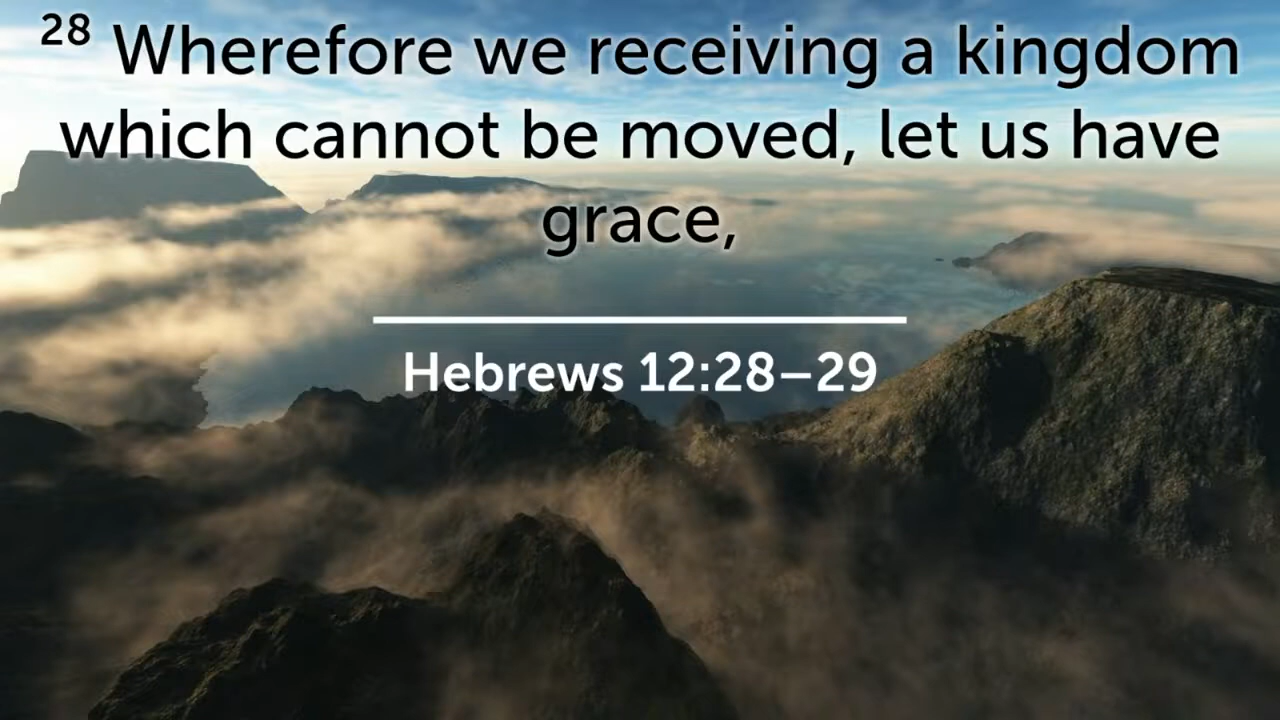 28 Wherefore we receiving a kingdom
which cannot be moved, let us have
grace,
Hebrews 12:28–29